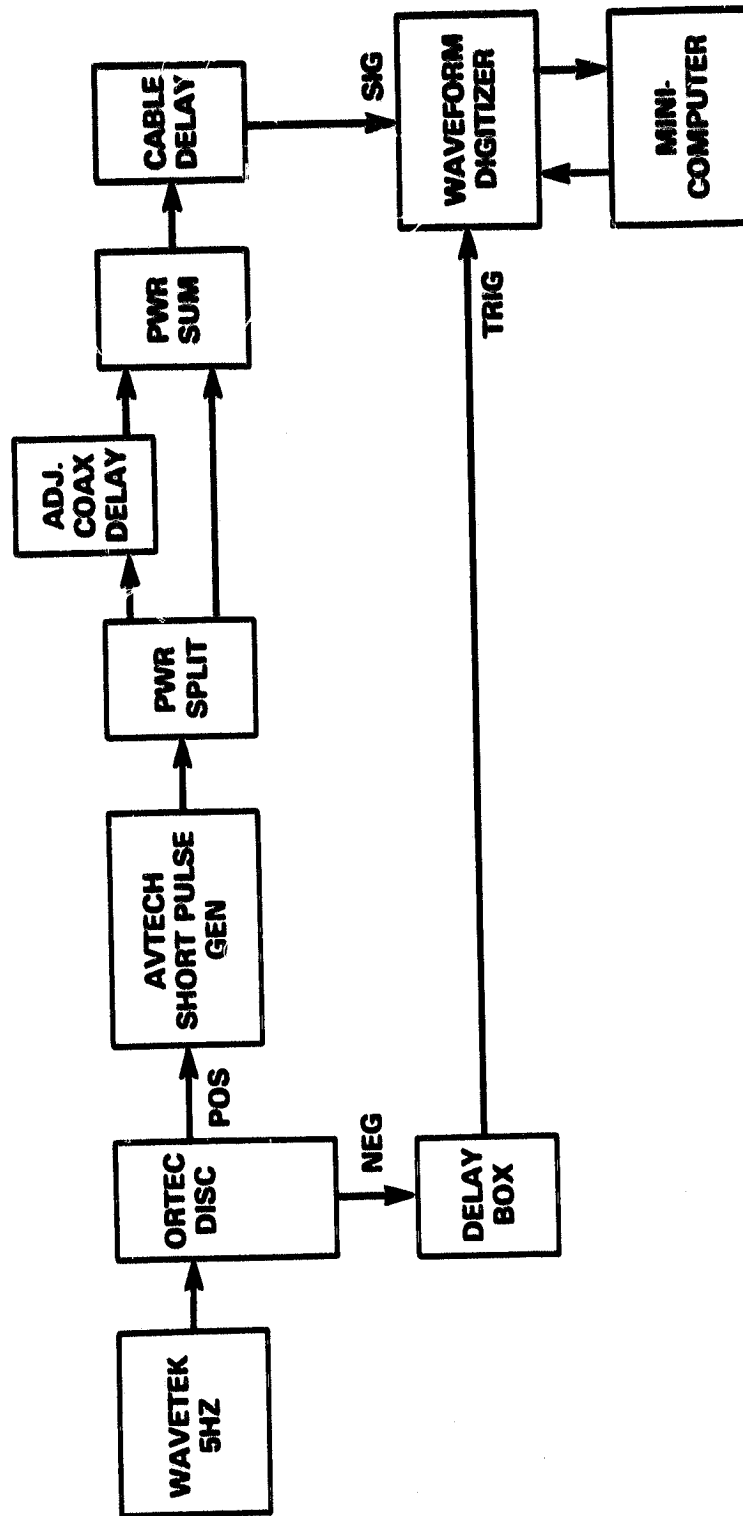 WAVETEK
5HZ
ORTEC
DISC
POS
NEG
DELAY
BOX
AVTECH
SHORT PULSE
GEN
PWR
SPLIT
ADJ.
COAX
DELAY
PWR
SUM
CABLE
DELAY
SIG
TRIG
WAVEFORM
DIGITIZER
MINI-
COMPUTER